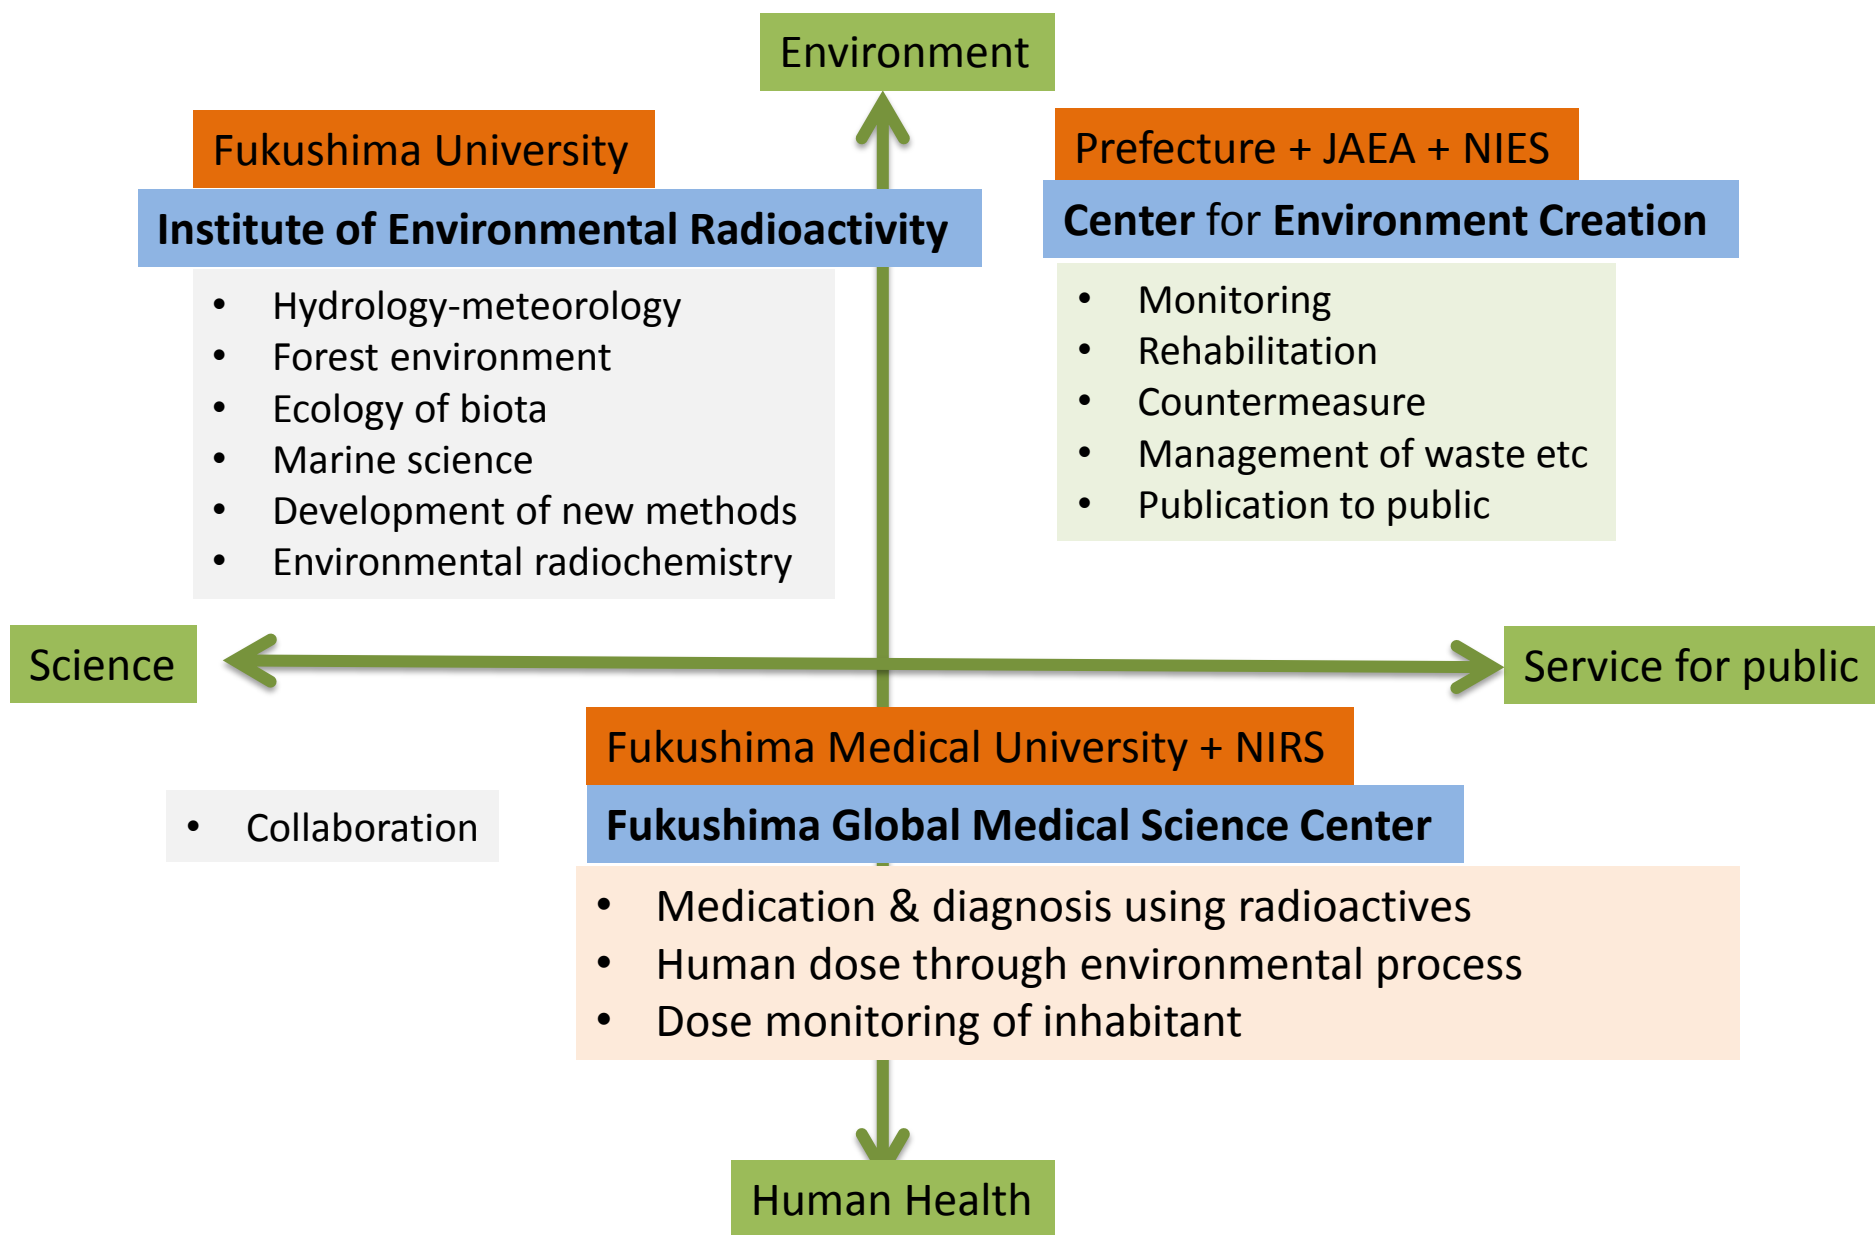 Environment
Fukushima University
Institute of Environmental Radioactivity
• Hydrology-meteorology
• Forest environment
• Ecology of biota
• Marine science
• Development of new methods
• Environmental radiochemistry
Prefecture + JAEA + NIES
Center for Environment Creation
• Monitoring
• Rehabilitation
• Countermeasure
• Management of waste etc
• Publication to public
Science
Service for public
Fukushima Medical University + NIRS
Fukushima Global Medical Science Center
• Collaboration
• Medication & diagnosis using radioactives
• Human dose through environmental process
• Dose monitoring of inhabitant
Human Health